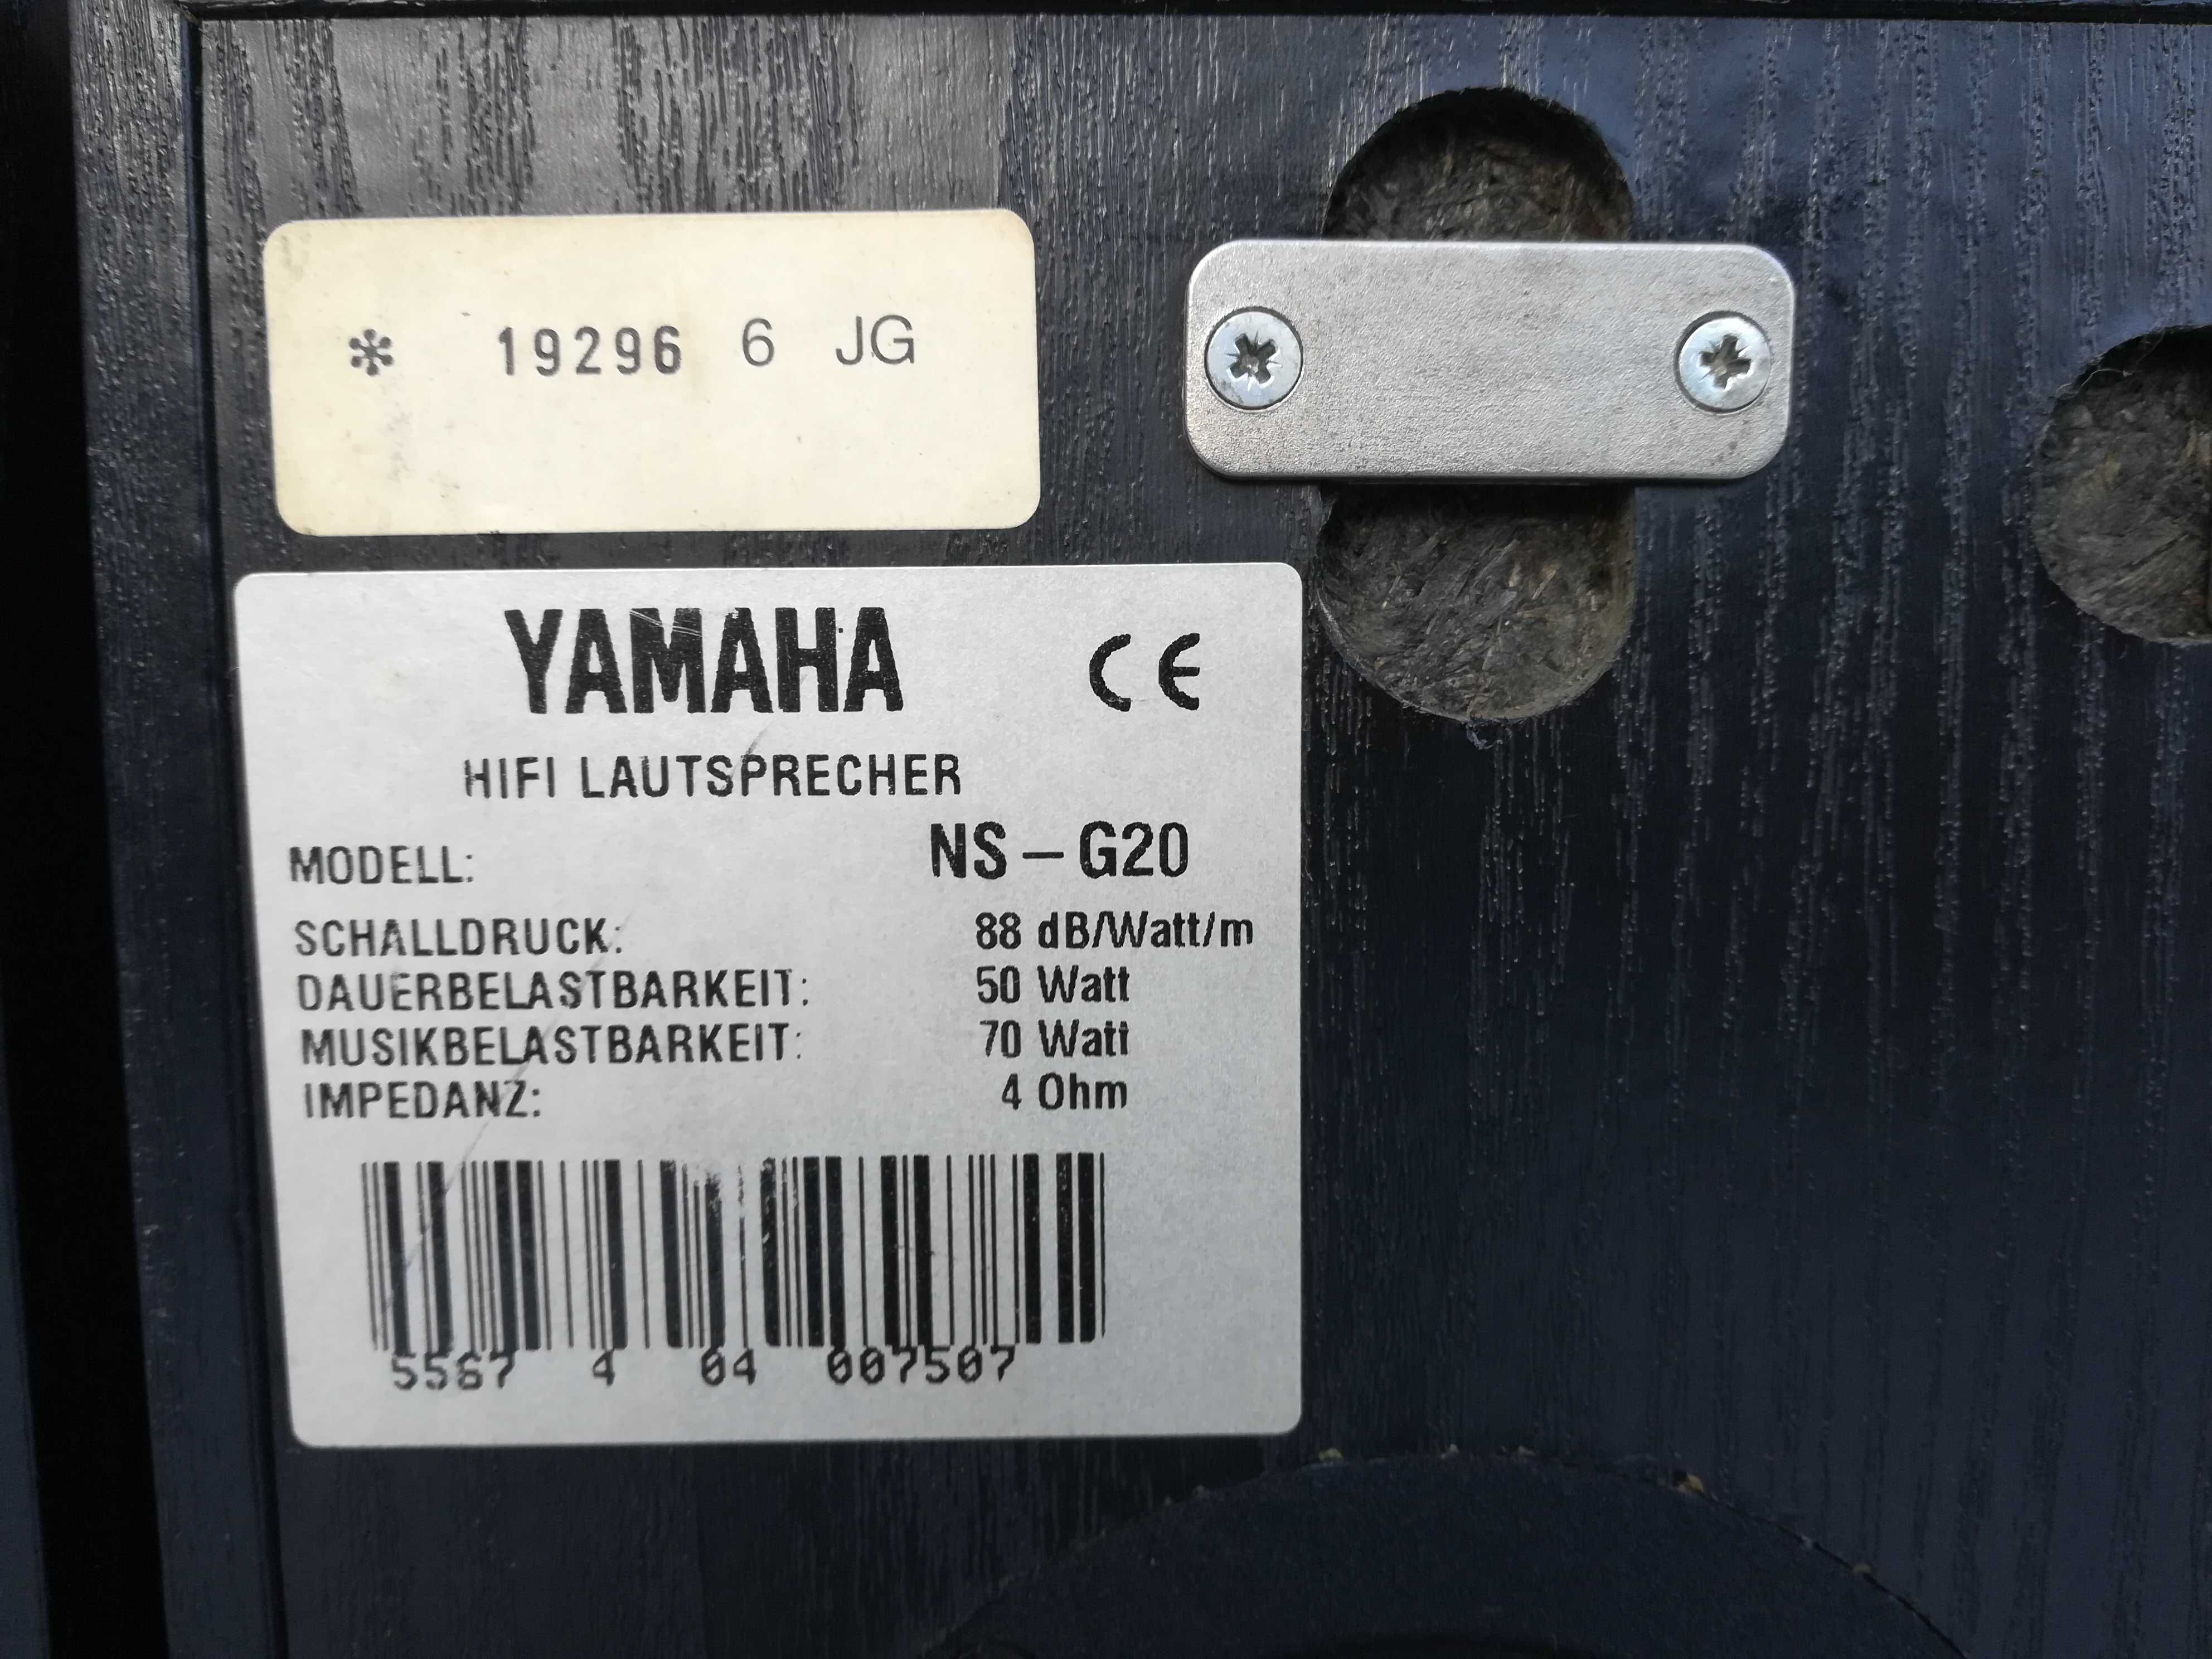 * 19296 6 JG
YAMAHA CE
HIFI LAUTSPRECHER
MODELL: NS-G20
SCHALLDRUCK: 88 dB/Watt/m
DAUERBELASTBARKEIT: 50 Watt
MUSIKBELASTBARKEIT: 70 Watt
IMPEDANZ: 4 Ohm
5567 4 04 007507